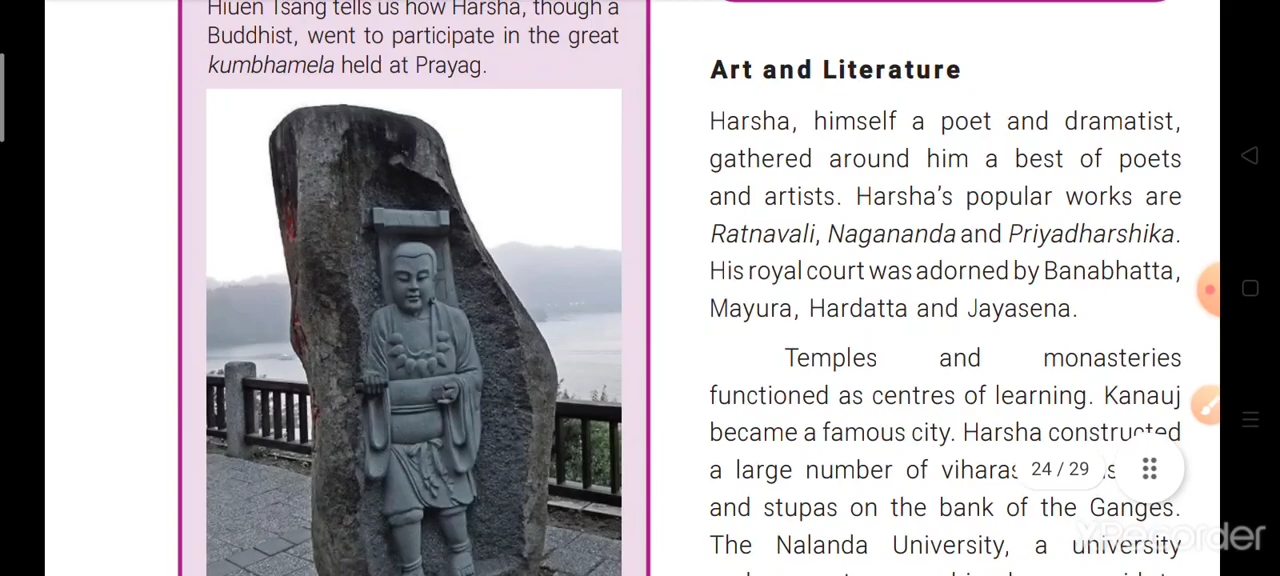 Hiuen Tsang tells us how Harsha, though a
Buddhist, went to participate in the great
kumbhamela held at Prayag.
Art and Literature
Harsha, himself a poet and dramatist,
gathered around him a best of poets
and artists. Harsha's popular works are
Ratnavali, Nagananda and Priyadharshika.
His royal court was adorned by Banabhatta,
Mayura, Hardatta and Jayasena.
Temples and monasteries
functioned as centres of learning. Kanauj
became a famous city. Harsha constructed
a large number of viharas
and stupas on the bank of the Ganges.
The Nalanda University, a university
24 / 29
XRecorder